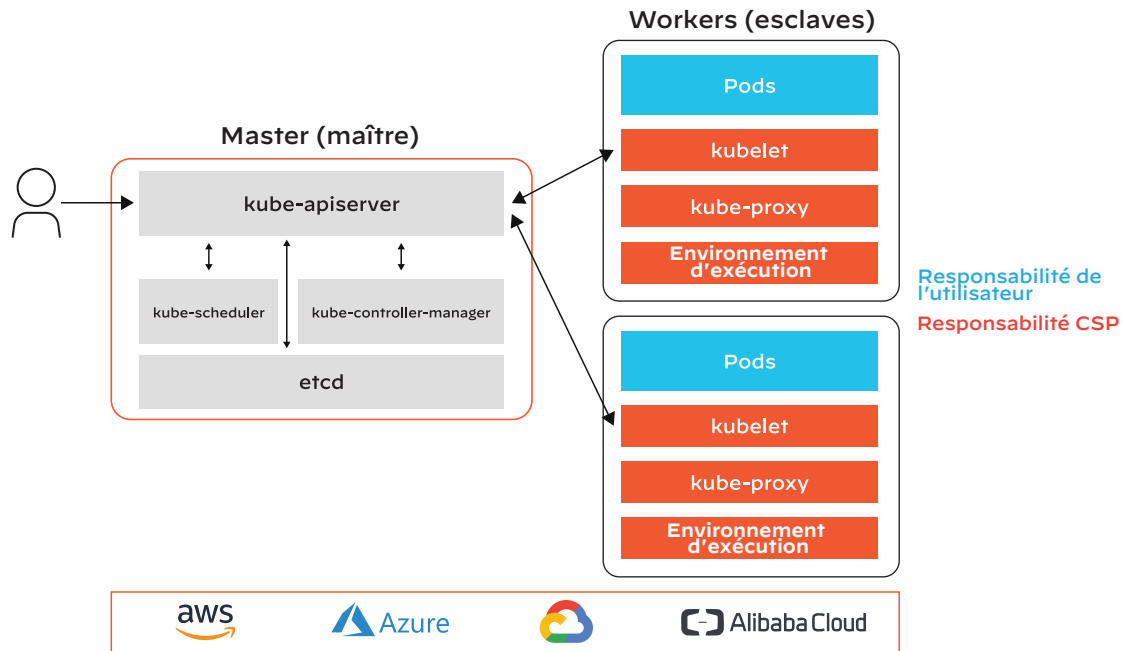 Workers (esclaves)
Pods
kubelet
kube-proxy
Environnement
d'exécution
Master (maître)
kube-apiserver
kube-scheduler
kube-controller-manager
etcd
Pods
kubelet
kube-proxy
Environnement
d'exécution
Responsabilité de
l'utilisateur
Responsabilité CSP
aws
Azure
Alibaba Cloud